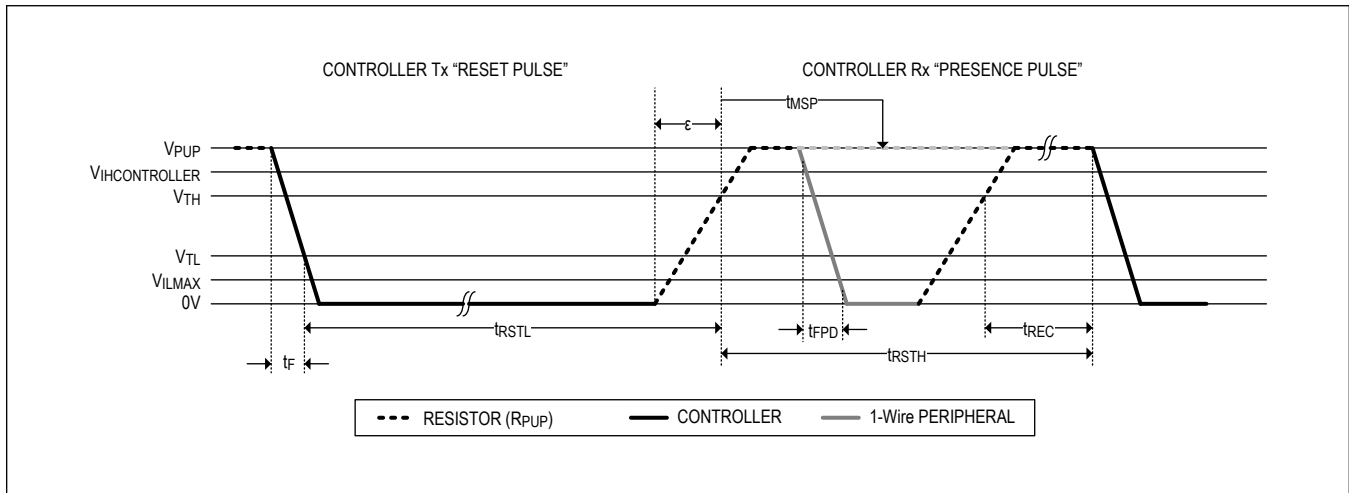 CONTROLLER Tx “RESET PULSE”
CONTROLLER Rx “PRESENCE PULSE”
tMSP
ε
VPUP
VIHCONTROLLER
VTH
VTL
VILMAX
0V
tRSTL
tFPD
tREC
tF
tRSTH
RESISTOR (RPUP)
CONTROLLER
1-Wire PERIPHERAL